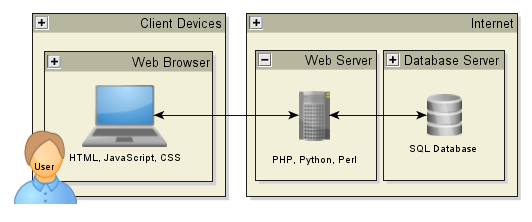 Client Devices
Internet
Web Browser
Web Server
Database Server
HTML, JavaScript, CSS
PHP, Python, Perl
SQL Database
User